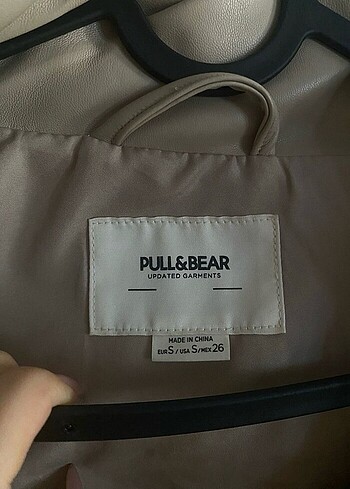 PULL&BEAR
UPDATED GARMENTS
MADE IN CHINA
EUR S / USA S / MEX 26